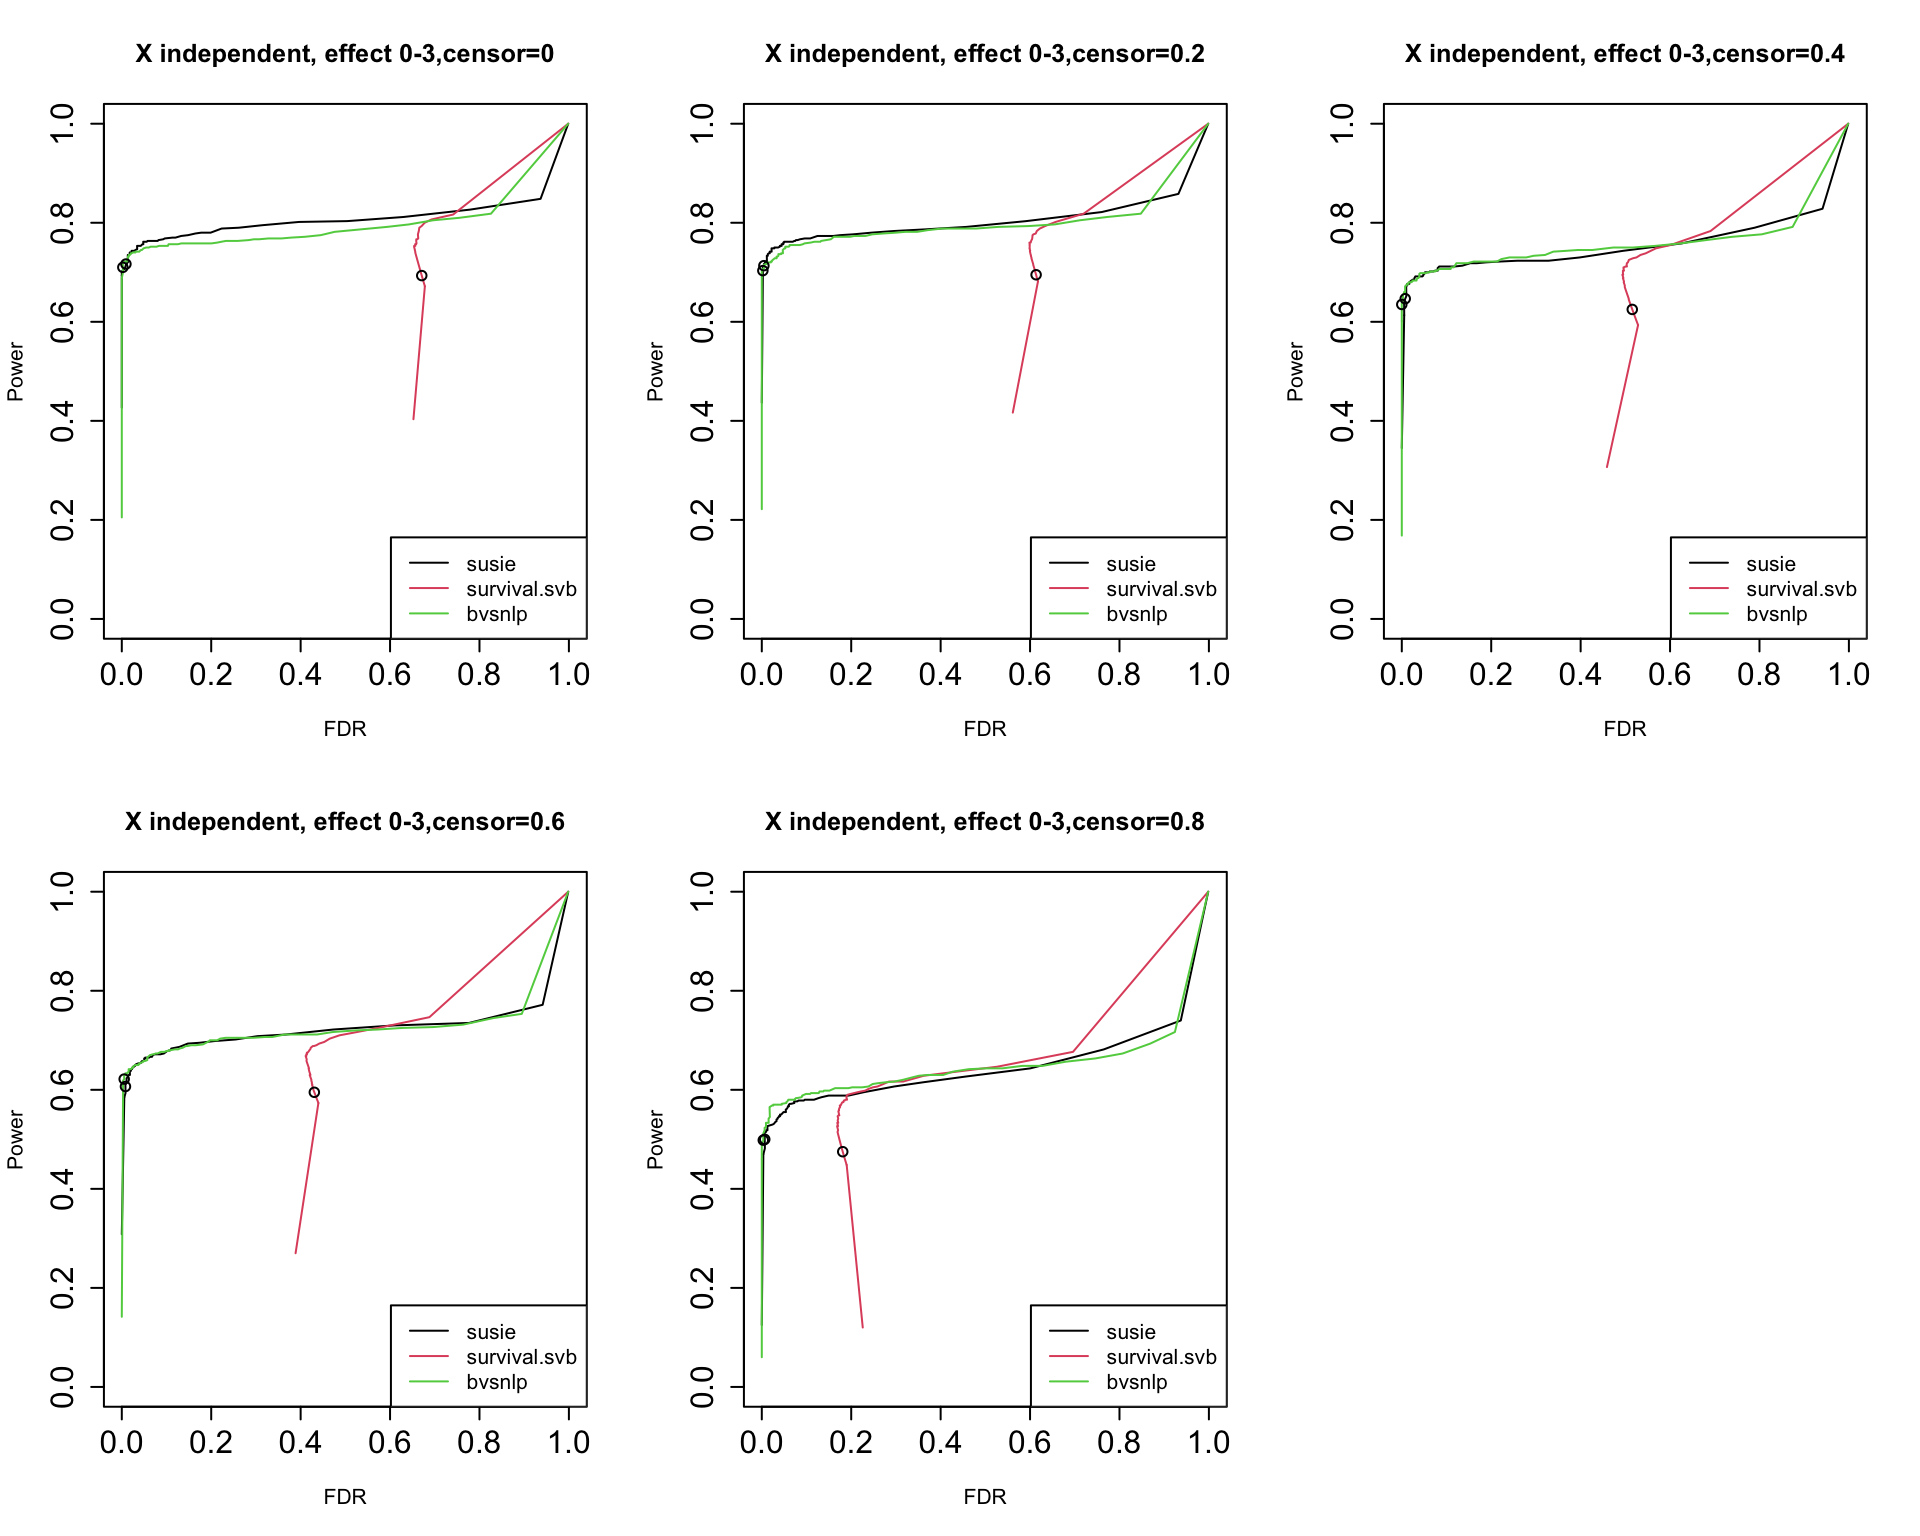 X independent, effect 0-3,censor=0
Power
1.0
0.8
0.6
0.4
0.2
0.0
susie
survival.svb
bvsnlp
0.0 0.2 0.4 0.6 0.8 1.0
FDR
X independent, effect 0-3,censor=0.2
Power
1.0
0.8
0.6
0.4
0.2
0.0
susie
survival.svb
bvsnlp
0.0 0.2 0.4 0.6 0.8 1.0
FDR
X independent, effect 0-3,censor=0.4
Power
1.0
0.8
0.6
0.4
0.2
0.0
susie
survival.svb
bvsnlp
0.0 0.2 0.4 0.6 0.8 1.0
FDR
X independent, effect 0-3,censor=0.6
Power
1.0
0.8
0.6
0.4
0.2
0.0
susie
survival.svb
bvsnlp
0.0 0.2 0.4 0.6 0.8 1.0
FDR
X independent, effect 0-3,censor=0.8
Power
1.0
0.8
0.6
0.4
0.2
0.0
susie
survival.svb
bvsnlp
0.0 0.2 0.4 0.6 0.8 1.0
FDR